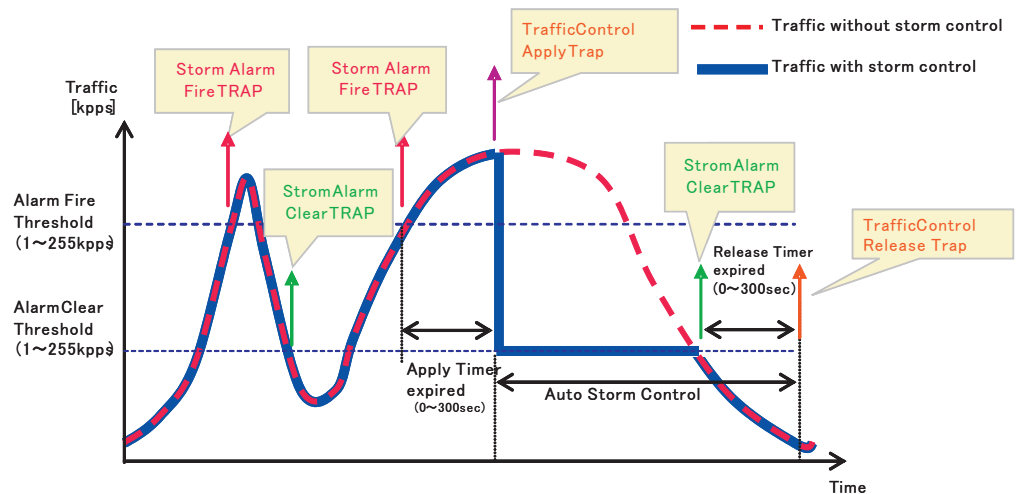 TrafficControl
ApplyTrap
Traffic without storm control
Traffic with storm control
Storm Alarm
FireTRAP
Storm Alarm
FireTRAP
Traffic
[kpps]
StromAlarm
ClearTRAP
StromAlarm
ClearTRAP
Alarm Fire
Threshold
(1～255kpps)
TrafficControl
Release Trap
Release Timer
expired
(0～300sec)
AlarmClear
Threshold
(1～255kpps)
Apply Timer
expired
(0～300sec)
Auto Storm Control
Time